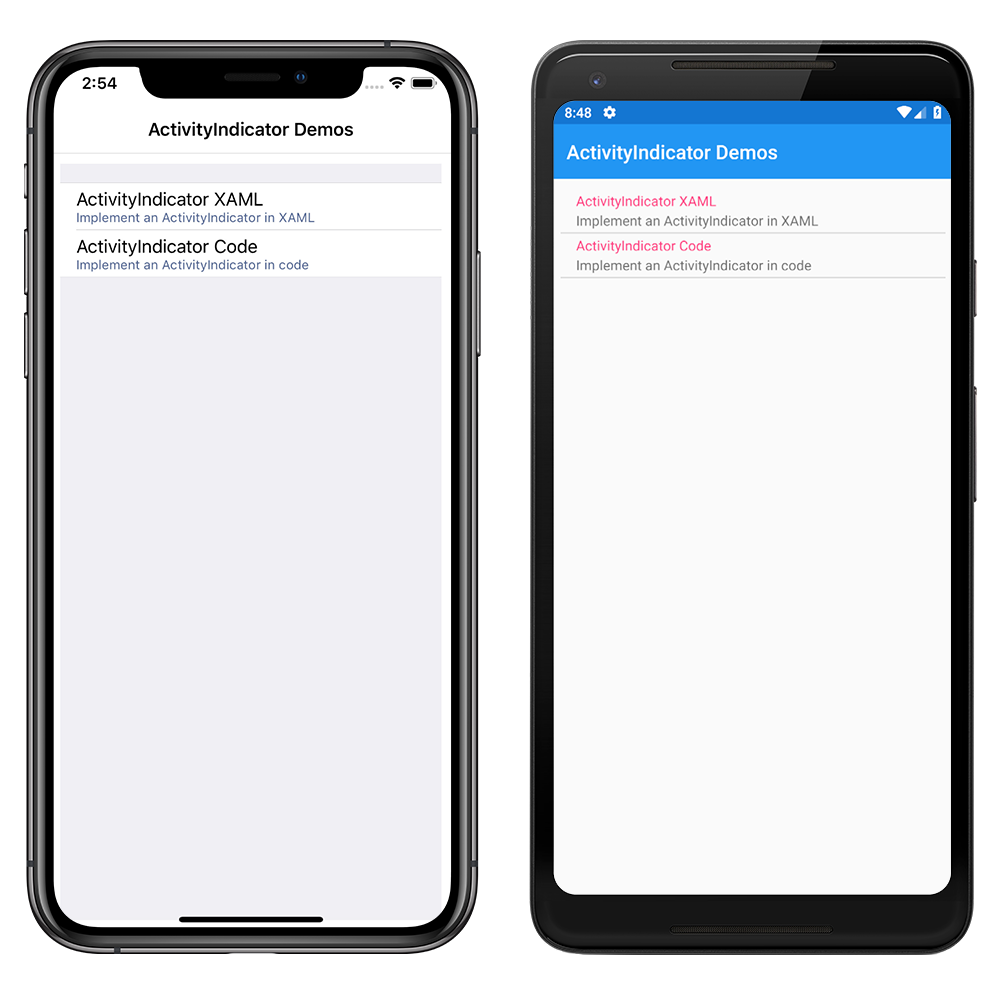 2:54
ActivityIndicator Demos
ActivityIndicator XAML
Implement an ActivityIndicator in XAML
ActivityIndicator Code
Implement an ActivityIndicator in code
8:48
ActivityIndicator Demos
ActivityIndicator XAML
Implement an ActivityIndicator in XAML
ActivityIndicator Code
Implement an ActivityIndicator in code